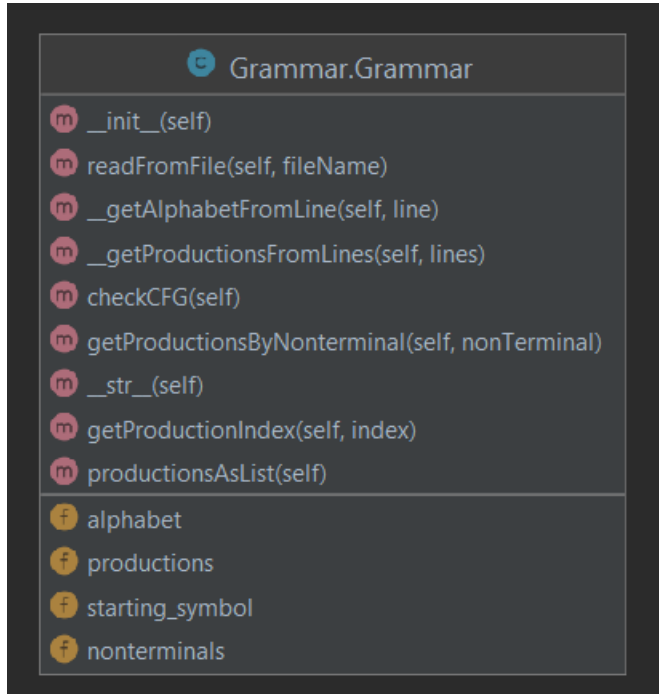 Grammar.Grammar
__init__(self)
readFromFile(self, fileName)
__getAlphabetFromLine(self, line)
__getProductionsFromLines(self, lines)
checkCFG(self)
getProductionsByNonterminal(self, nonTerminal)
__str__(self)
getProductionIndex(self, index)
productionsAsList(self)
alphabet
productions
starting_symbol
nonterminals